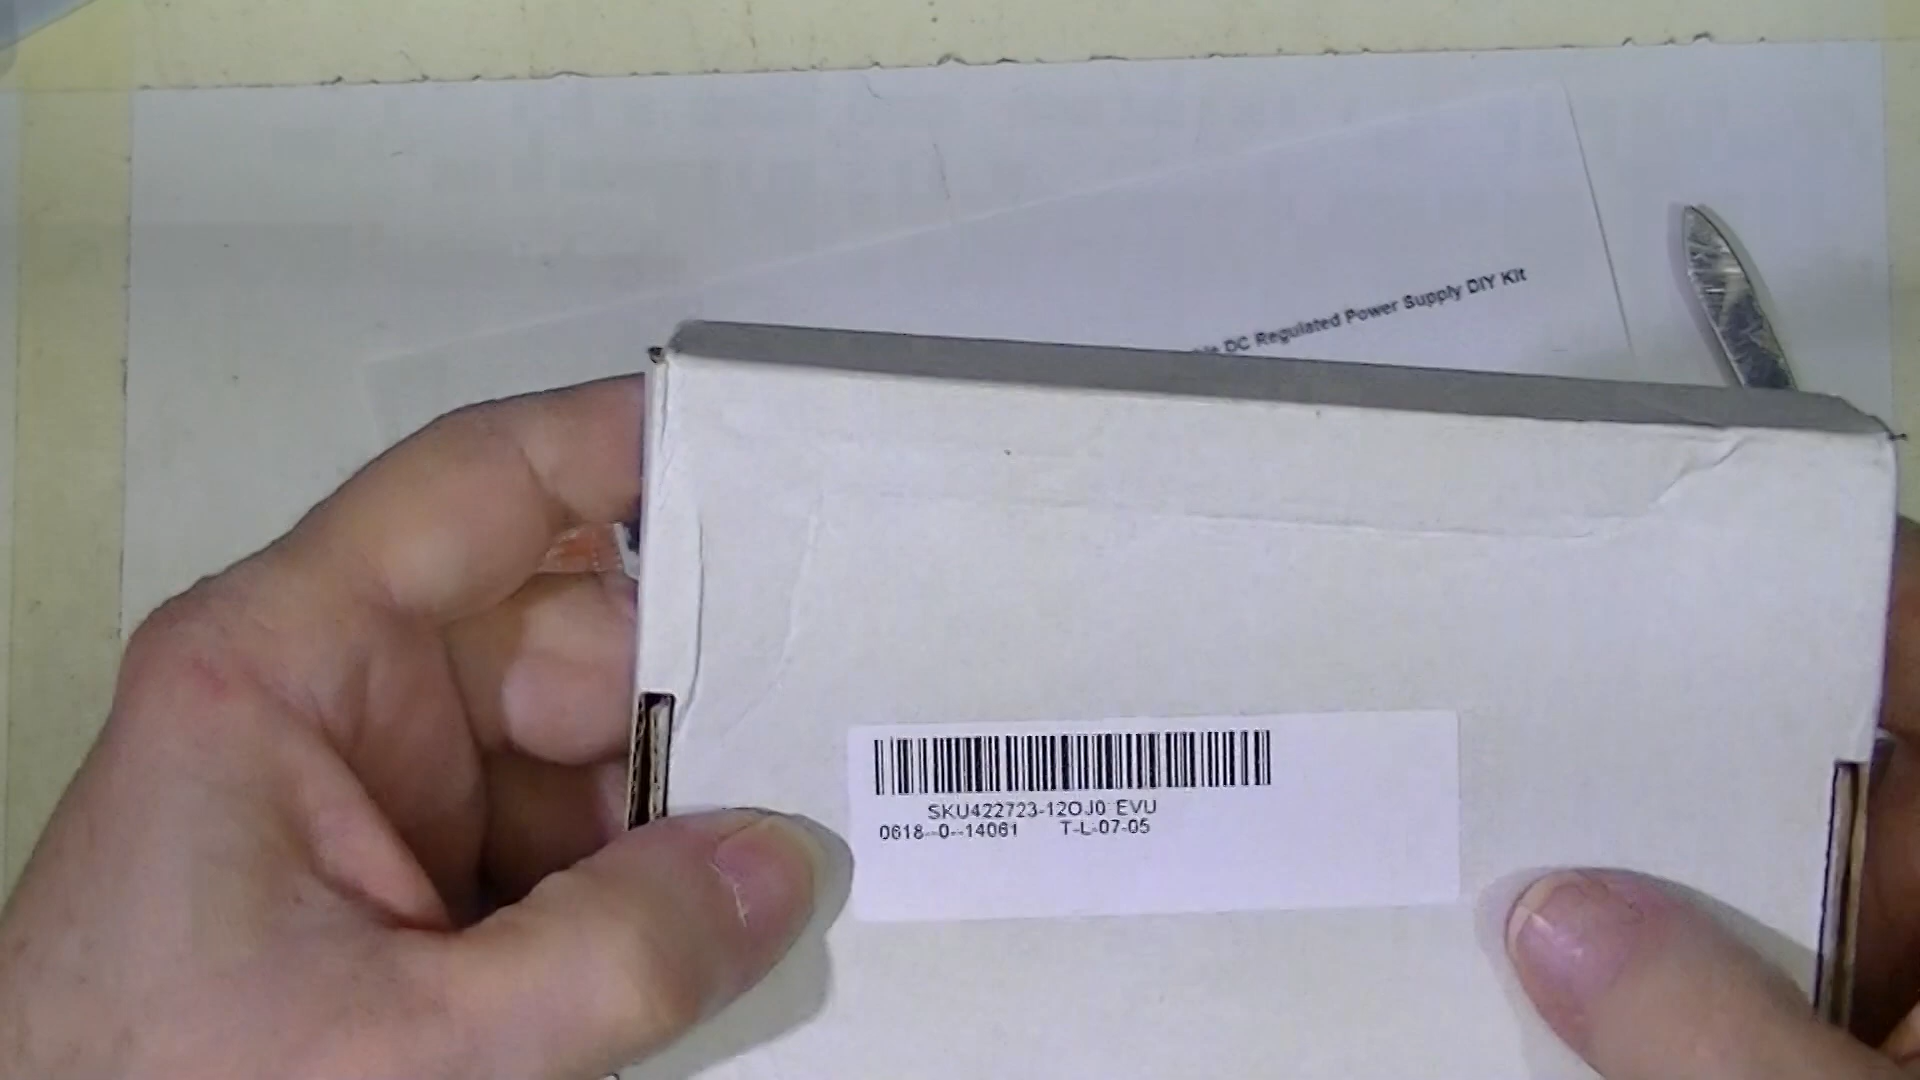 DC Regulated Power Supply DIY Kit
SKU422723-12OJ0 EVU
0618--0--14061 T-L-07-05